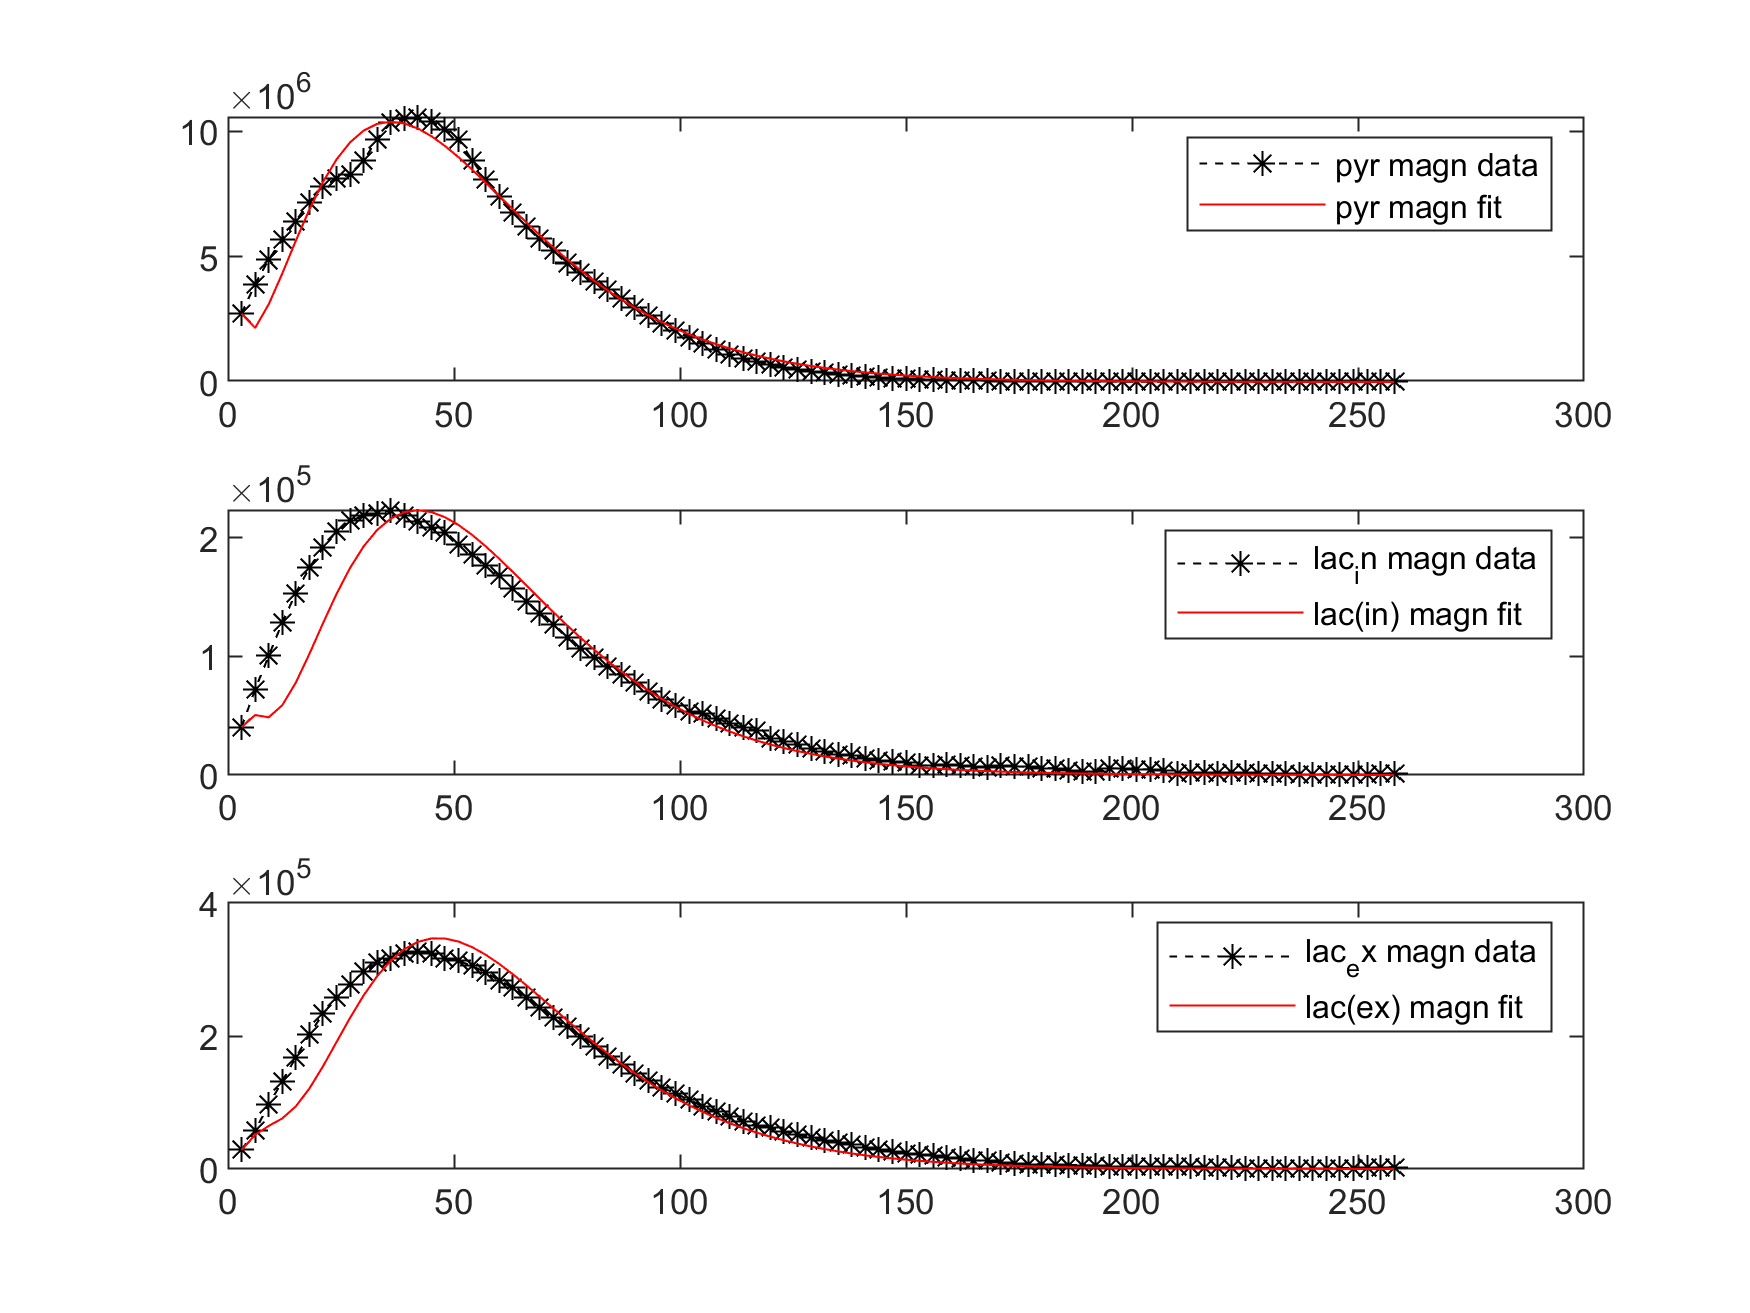 ×10^6
10
5
0
0 50 100 150 200 250 300
pyr magn data
pyr magn fit
×10^5
2
1
0
0 50 100 150 200 250 300
lac_in magn data
lac(in) magn fit
×10^5
4
2
0
0 50 100 150 200 250 300
lac_ex magn data
lac(ex) magn fit